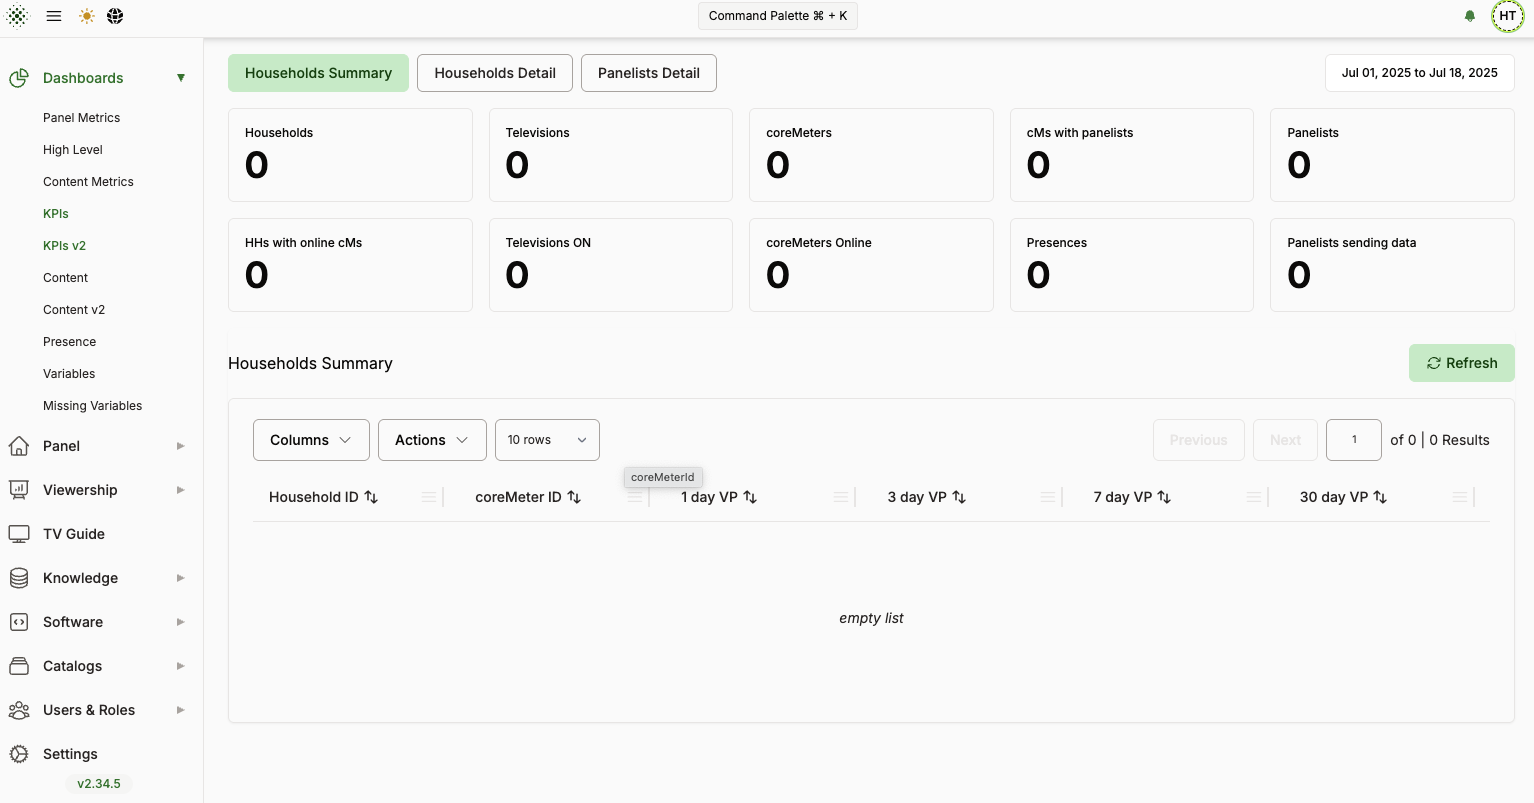 Command Palette ⌘ + K
HT
Dashboards
Panel Metrics
High Level
Content Metrics
KPIs
KPIs v2
Content
Content v2
Presence
Variables
Missing Variables
Panel
Viewership
TV Guide
Knowledge
Software
Catalogs
Users & Roles
Settings
v2.34.5
Households Summary
Households Detail
Panelists Detail
Jul 01, 2025 to Jul 18, 2025
Households
0
Televisions
0
coreMeters
0
cMs with panelists
0
Panelists
0
HHs with online cMs
0
Televisions ON
0
coreMeters Online
0
Presences
0
Panelists sending data
0
Households Summary
Refresh
Columns
Actions
10 rows
Previous
Next
1
of 0 | 0 Results
coreMeterId
Household ID
coreMeter ID
1 day VP
3 day VP
7 day VP
30 day VP
empty list